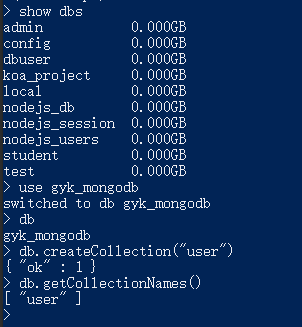 > show dbs
admin 0.000GB
config 0.000GB
dbuser 0.000GB
koa_project 0.000GB
local 0.000GB
nodejs_db 0.000GB
nodejs_session 0.000GB
nodejs_users 0.000GB
student 0.000GB
test 0.000GB
> use gyk_mongodb
switched to db gyk_mongodb
> db
gyk_mongodb
> db.createCollection("user")
{ "ok" : 1 }
> db.getCollectionNames()
[ "user" ]
>